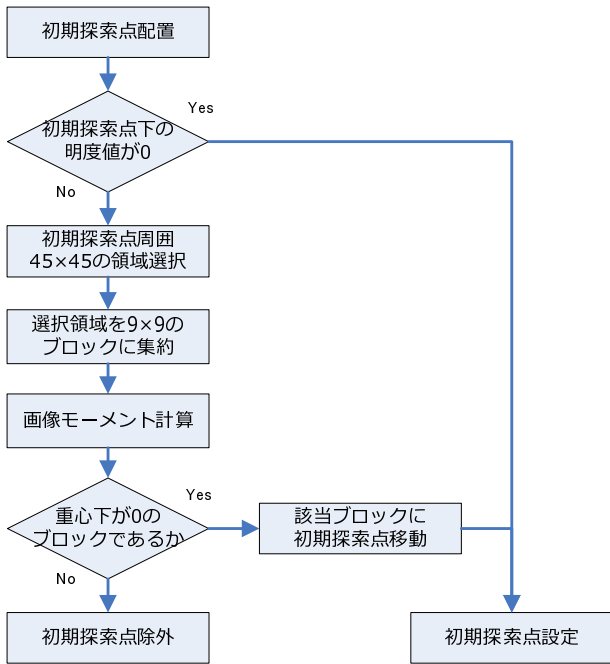 初期探索点配置
Yes
初期探索点下の
明度値が0
No
初期探索点周囲
45×45の領域選択
選択領域を9×9の
ブロックに集約
画像モーメント計算
Yes
重心下が0の
ブロックであるか
該当ブロックに
初期探索点移動
No
初期探索点除外
初期探索点設定